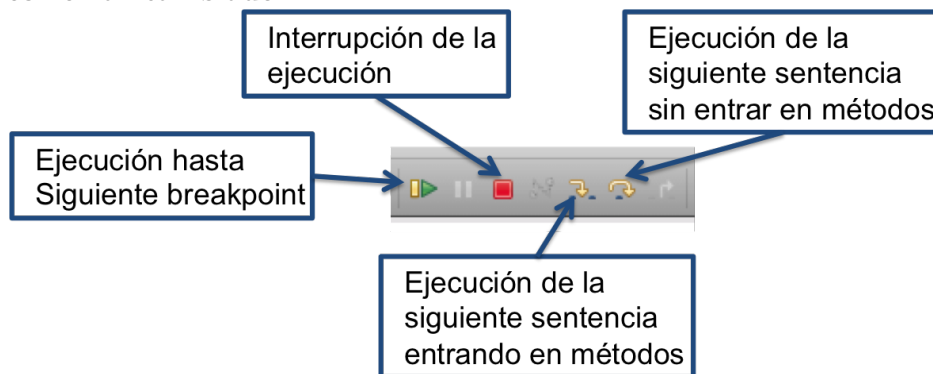 Interrupción de la
ejecución
Ejecución de la
siguiente sentencia
sin entrar en métodos
Ejecución hasta
Siguiente breakpoint
Ejecución de la
siguiente sentencia
entrando en métodos